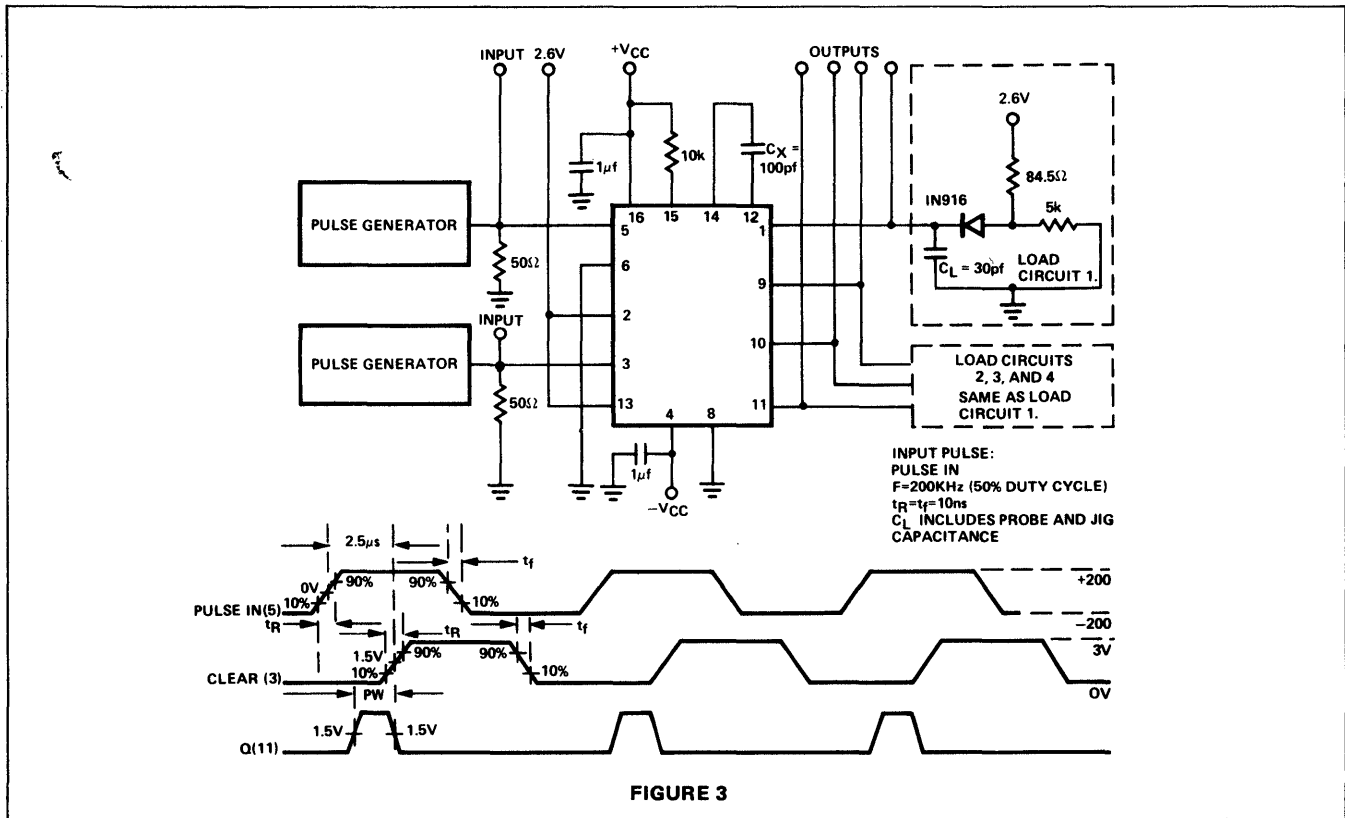 INPUT 2.6V +VCC OUTPUTS
2.6V
1µf
10k
CX =
100pf
84.5Ω
IN916
5k
PULSE GENERATOR
16 15 14 12
5
1
50Ω
6
CL = 30pf
LOAD
CIRCUIT 1.
9
INPUT
2
PULSE GENERATOR
3
10
LOAD CIRCUITS
2, 3, AND 4
SAME AS LOAD
CIRCUIT 1.
50Ω
13
4 8
11
1µf
−VCC
INPUT PULSE:
PULSE IN
F=200KHz (50% DUTY CYCLE)
tR=tf=10ns
CL INCLUDES PROBE AND JIG
CAPACITANCE
2.5µs
tf
0V
90%
90%
+200
10%
10%
PULSE IN(5)
−200
tR
tR
tf
3V
1.5V
90%
90%
10%
10%
CLEAR (3)
0V
PW
1.5V
1.5V
Q(11)
FIGURE 3